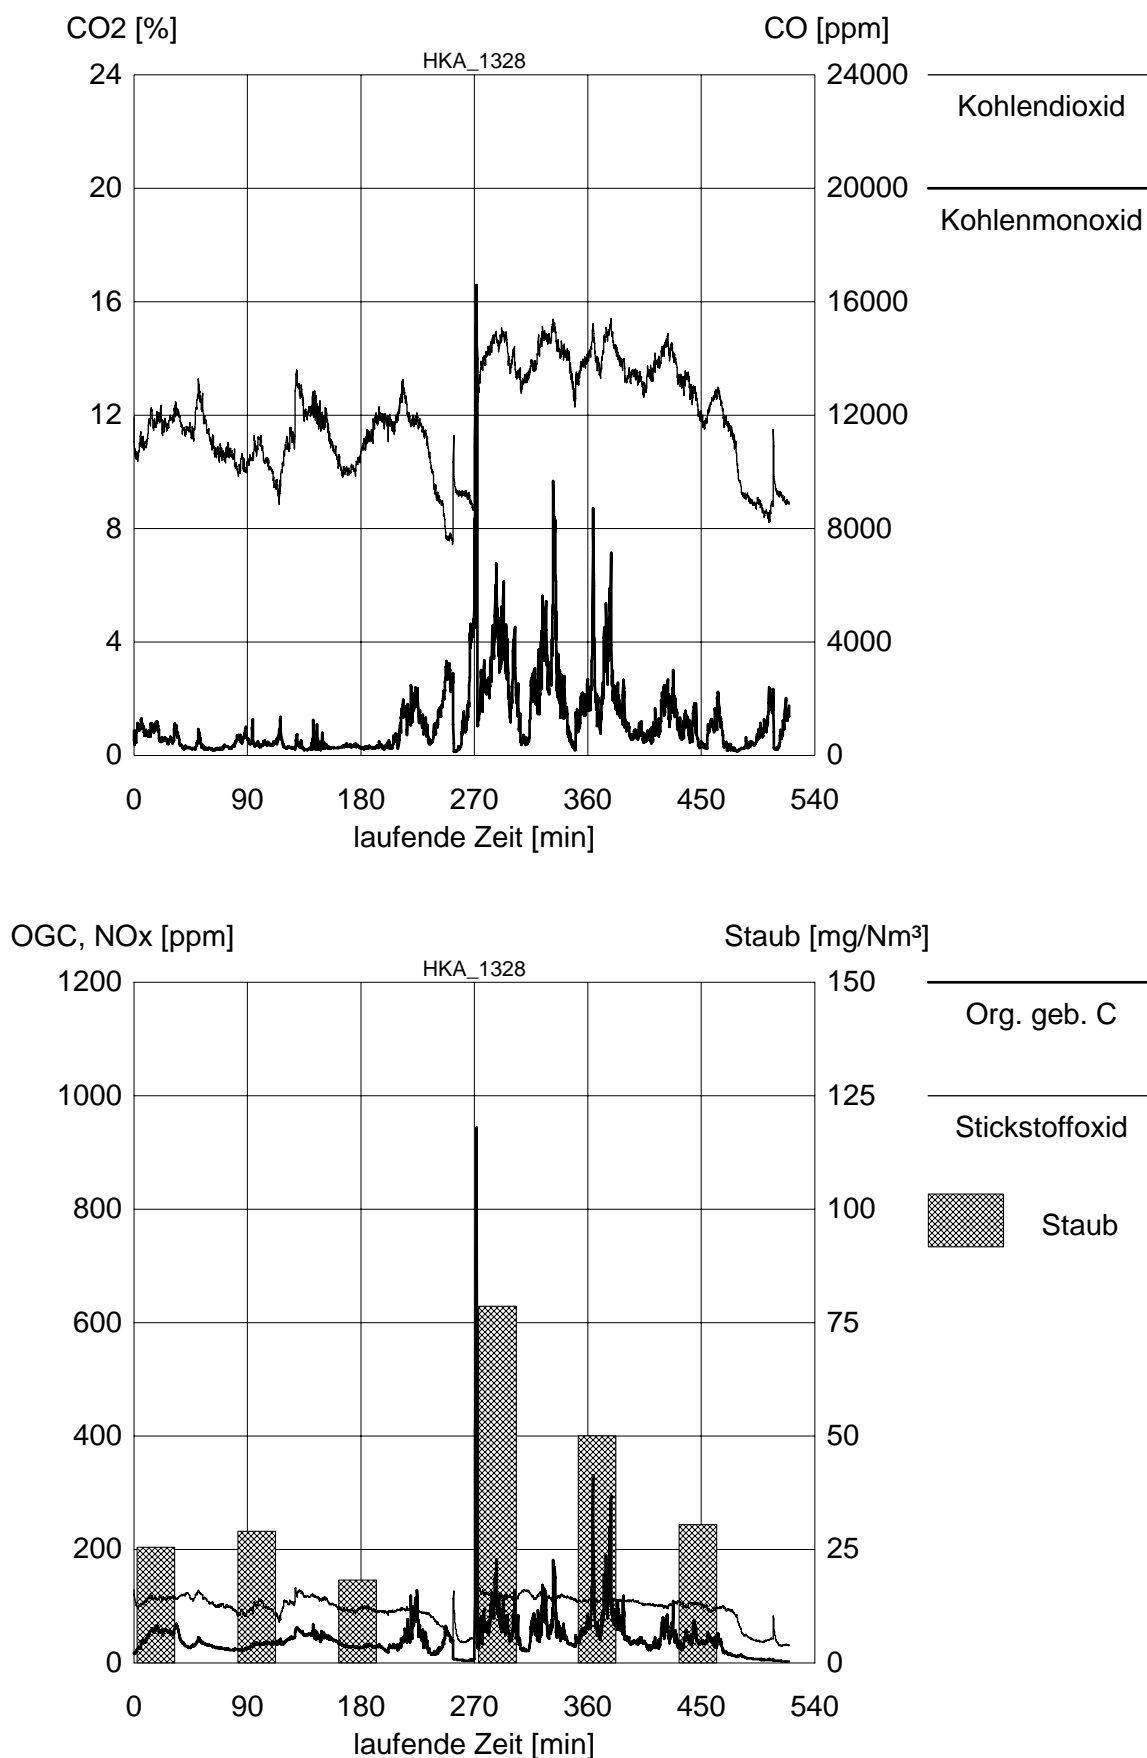 CO2 [%] CO [ppm]
HKA_1328
24 24000
Kohlendioxid
20 20000
Kohlenmonoxid
16 16000
12 12000
8 8000
4 4000
0 0
0 90 180 270 360 450 540
laufende Zeit [min]
OGC, NOx [ppm] Staub [mg/Nm³]
HKA_1328
1200 150
Org. geb. C
1000 125
Stickstoffoxid
800 100
Staub
600 75
400 50
200 25
0 0
0 90 180 270 360 450 540
laufende Zeit [min]